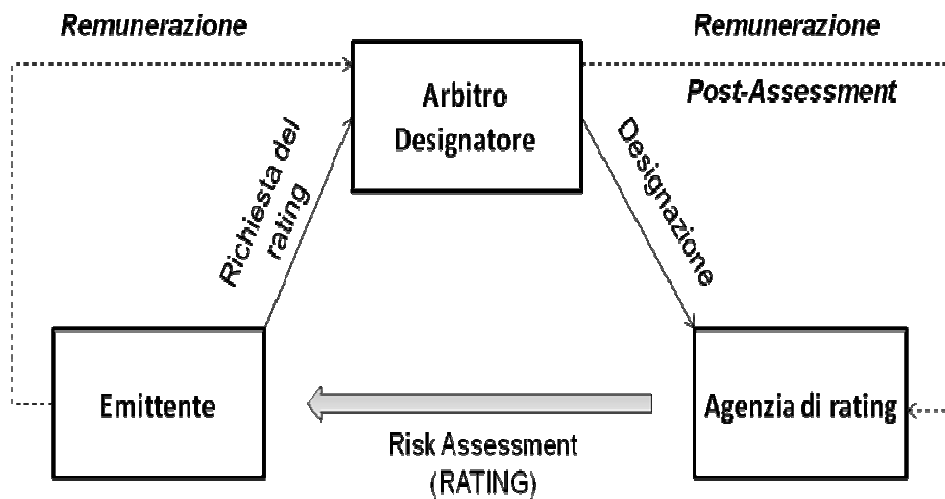 Remunerazione
Remunerazione
Arbitro
Designatore
Post-Assessment
Richiesta del
rating
Designazione
Emittente
Agenzia di rating
Risk Assessment
(RATING)